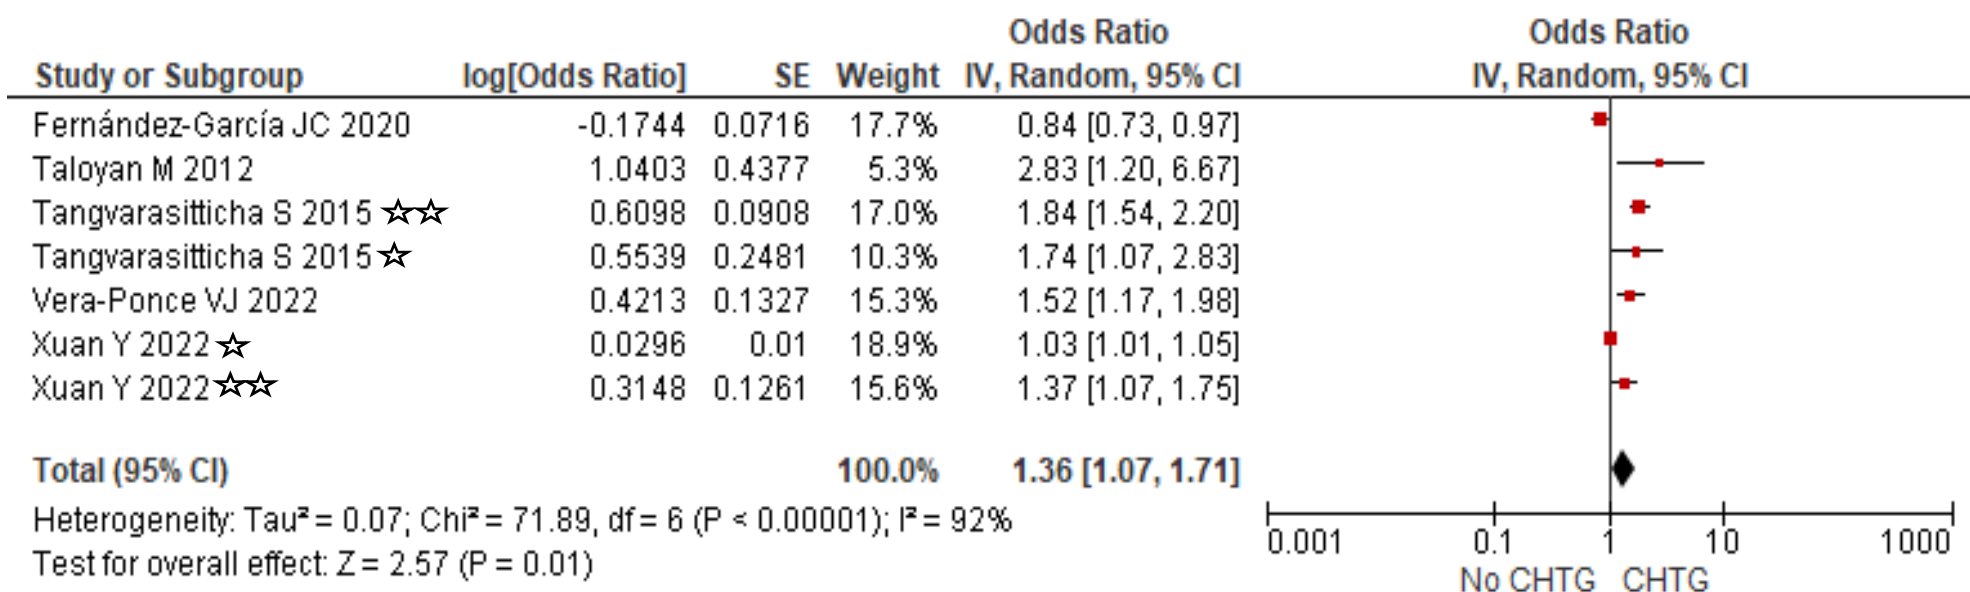 Odds Ratio Odds Ratio
Study or Subgroup log[Odds Ratio] SE Weight IV, Random, 95% CI IV, Random, 95% CI
Fernández-García JC 2020 -0.1744 0.0716 17.7% 0.84 [0.73, 0.97]
Taloyan M 2012 1.0403 0.4377 5.3% 2.83 [1.20, 6.67]
Tangvarasitticha S 2015 ☆☆ 0.6098 0.0908 17.0% 1.84 [1.54, 2.20]
Tangvarasitticha S 2015 ☆ 0.5539 0.2481 10.3% 1.74 [1.07, 2.83]
Vera-Ponce VJ 2022 0.4213 0.1327 15.3% 1.52 [1.17, 1.98]
Xuan Y 2022 ☆ 0.0296 0.01 18.9% 1.03 [1.01, 1.05]
Xuan Y 2022 ☆☆ 0.3148 0.1261 15.6% 1.37 [1.07, 1.75]
Total (95% CI) 100.0% 1.36 [1.07, 1.71]
Heterogeneity: Tau² = 0.07; Chi² = 71.89, df = 6 (P < 0.00001); I² = 92%
Test for overall effect: Z = 2.57 (P = 0.01)
0.001 0.1 1 10 1000
No CHTG CHTG